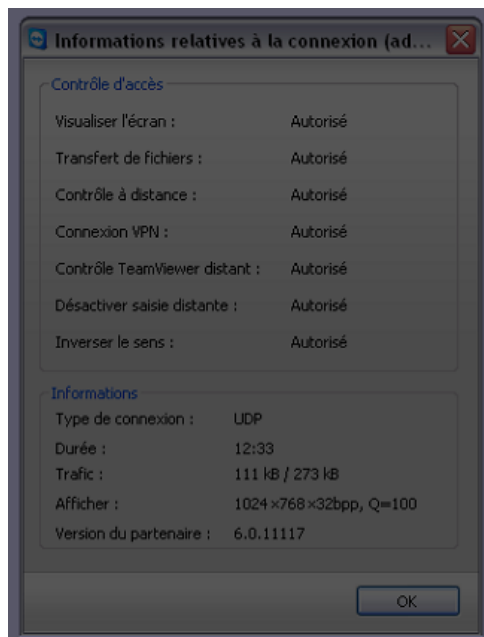 Informations relatives à la connexion (ad...
Contrôle d'accès
Visualiser l'écran : Autorisé
Transfert de fichiers : Autorisé
Contrôle à distance : Autorisé
Connexion VPN : Autorisé
Contrôle TeamViewer distant : Autorisé
Désactiver saisie distante : Autorisé
Inverser le sens : Autorisé
Informations
Type de connexion : UDP
Durée : 12:33
Trafic : 111 kB / 273 kB
Afficher : 1024×768×32bpp, Q=100
Version du partenaire : 6.0.11117
OK